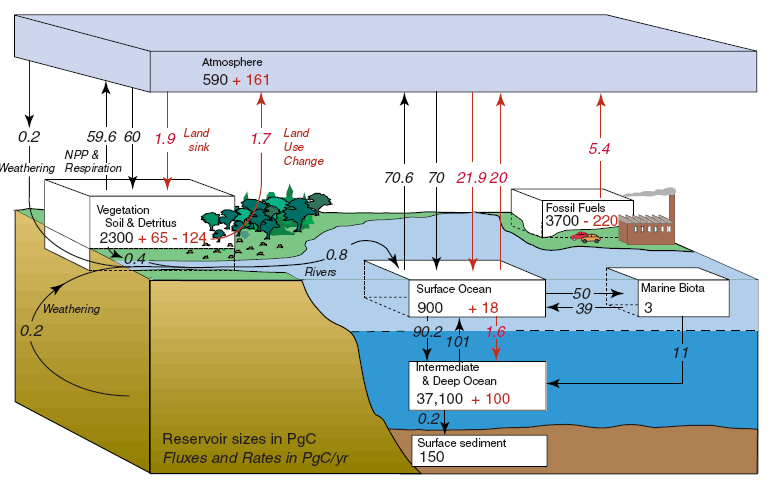 Atmosphere
590 + 161
0.2
59.6
60
1.9
Land
sink
1.7
Land
Use
Change
5.4
Weathering
NPP &
Respiration
70.6
70
21.9
20
Vegetation
Soil & Detritus
2300 + 65 - 124
Fossil Fuels
3700 - 220
0.4
0.8
Rivers
Surface Ocean
900 + 18
50
39
Marine Biota
3
Weathering
0.2
90.2
101
1.6
11
Intermediate
& Deep Ocean
37,100 + 100
0.2
Reservoir sizes in PgC
Fluxes and Rates in PgC/yr
Surface sediment
150